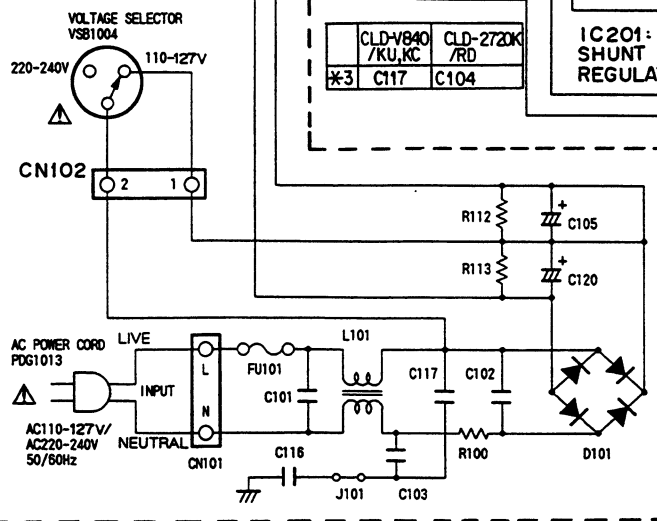 VOLTAGE SELECTOR
VSB1004
220-240V
110-127V
CN102
2
1
CLD-V840 CLD-2720K
/KU,KC /RD
*3 C117 C104
IC201:
SHUNT
REGULA
R112
C105
R113
C120
AC POWER CORD
PDG1013
LIVE
INPUT
AC110-127V/
AC220-240V
50/60Hz
NEUTRAL
L
N
CN101
FU101
C101
L101
C117
C102
C116
J101
C103
R100
D101
+
+